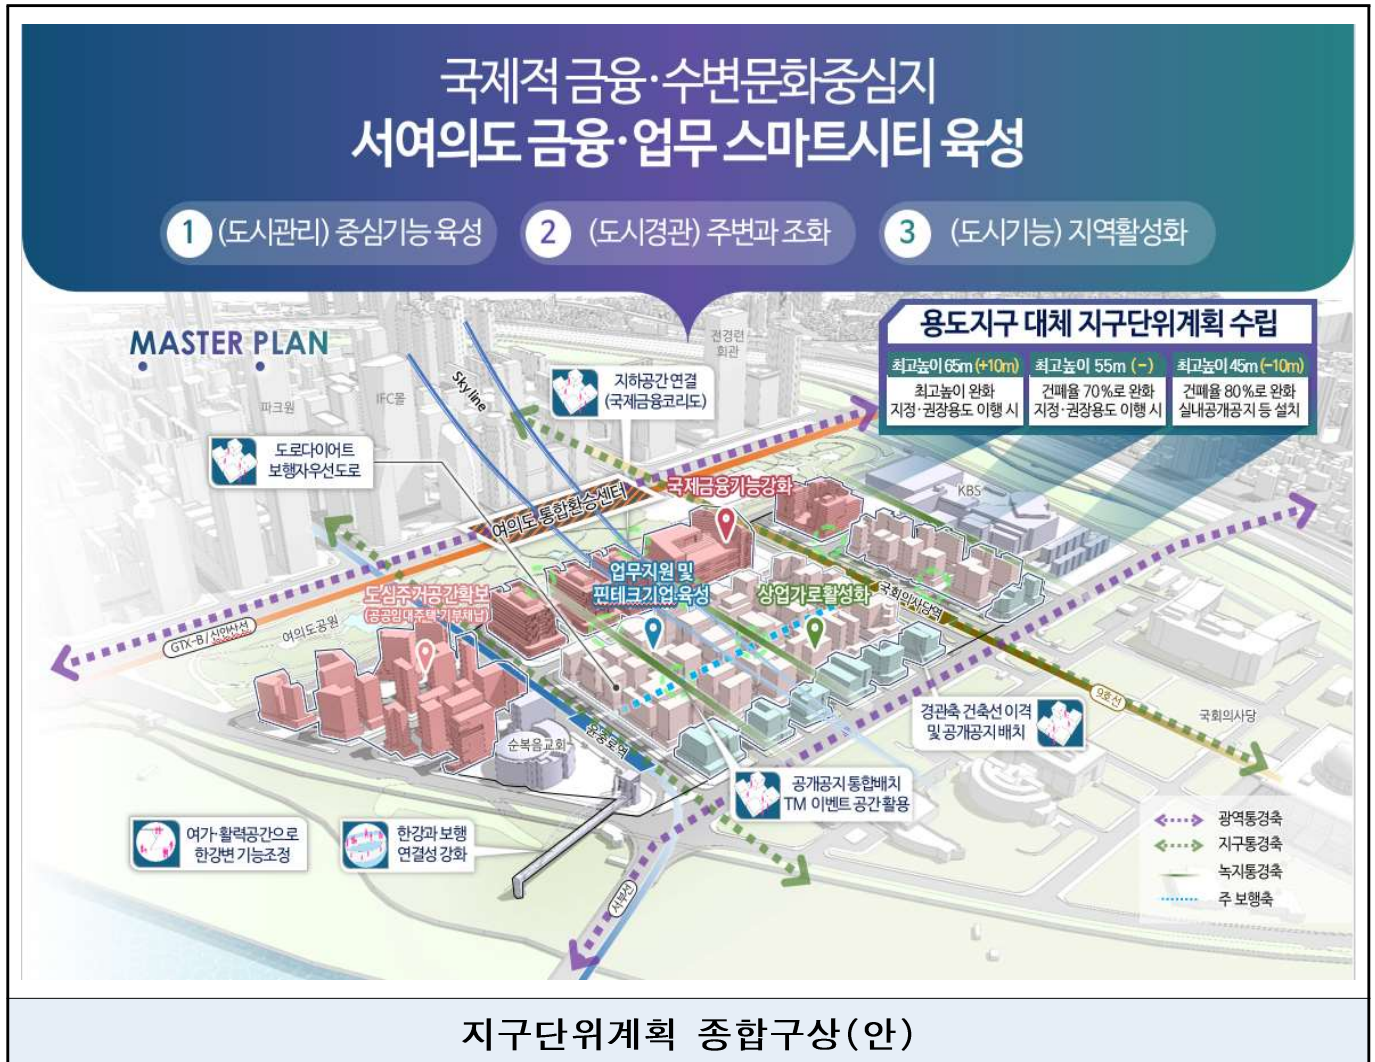 국제적 금융·수변문화중심지
서여의도 금융·업무 스마트시티 육성
1 (도시관리) 중심기능 육성
2 (도시경관) 주변과 조화
3 (도시기능) 지역활성화
MASTER PLAN
용도지구 대체 지구단위계획 수립
최고높이 65m (+10m)
최고높이 완화
지정·권장용도 이행 시
최고높이 55m (-)
건폐율 70%로 완화
지정·권장용도 이행 시
최고높이 45m (-10m)
건폐율 80%로 완화
실내공개공지 등 설치
전경련
회관
파크원
IFC몰
Skyline
지하공간 연결
(국제금융코리도)
도로다이어트
보행자우선도로
여의도 통합환승센터
국제금융기능강화
KBS
업무지원 및
핀테크기업 육성
상업가로활성화
국회의사당역
도심주거공간확보
(공공임대주택 기부채납)
GTX-B / 신안산선
여의도공원
순복음교회
윤중로역
9호선
국회의사당
경관축 건축선 이격
및 공개공지 배치
공개공지 통합배치
TM 이벤트 공간 활용
여가·활력공간으로
한강변 기능조정
한강과 보행
연결성 강화
서부선
광역통경축
지구통경축
녹지통경축
주 보행축
지구단위계획 종합구상(안)